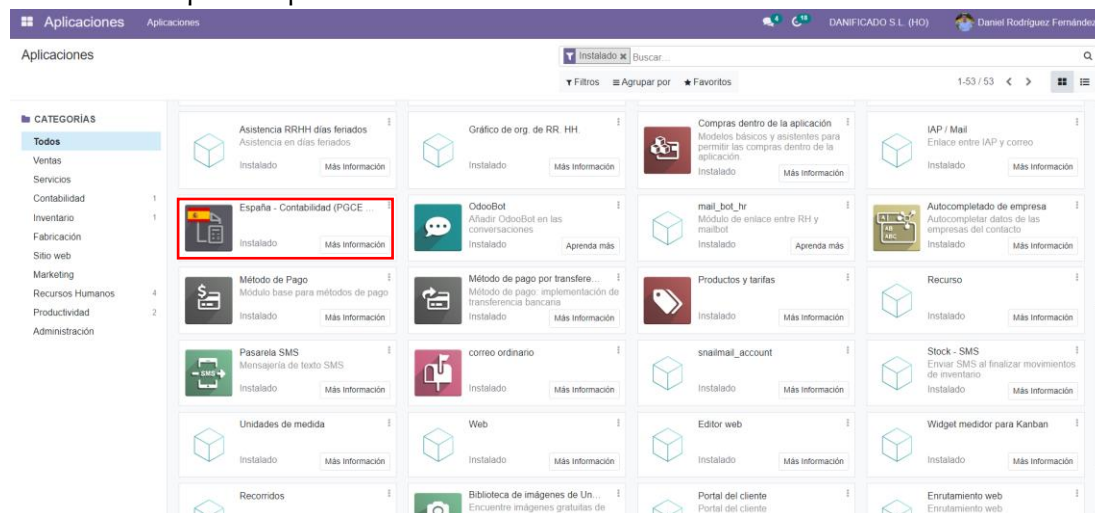 Aplicaciones Aplicaciones 4 18 DANIFICADO S.L. (HO) Daniel Rodríguez Fernández
Aplicaciones
Instalado × Buscar...
Filtros Agrupar por Favoritos 1-53 / 53
CATEGORÍAS
Todos
Ventas
Servicios
Contabilidad 1
Inventario 1
Fabricación
Sitio web
Marketing
Recursos Humanos 4
Productividad 2
Administración
Asistencia RRHH días feriados
Asistencia en días feriados
Instalado Más Información
Gráfico de org. de RR. HH.
Instalado Más Información
Compras dentro de la aplicación
Modelos básicos y asistentes para
permitir las compras dentro de la
aplicación.
Instalado Más Información
IAP / Mail
Enlace entre IAP y correo
Instalado Más Información
España - Contabilidad (PGCE ...
Instalado Más Información
OdooBot
Añadir OdooBot en las
conversaciones
Instalado Aprenda más
mail_bot_hr
Módulo de enlace entre RH y
mailbot
Instalado Aprenda más
Autocompletado de empresa
Autocompletar datos de las
empresas del contacto
Instalado Más Información
Método de Pago
Módulo base para métodos de pago
Instalado Más Información
Método de pago por transfere...
Método de pago: implementación de
transferencia bancaria
Instalado Más Información
Productos y tarifas
Instalado Más Información
Recurso
Instalado Más Información
SMS
Pasarela SMS
Mensajería de texto SMS
Instalado Más Información
correo ordinario
Instalado Más Información
snailmail_account
Instalado Más Información
Stock - SMS
Enviar SMS al finalizar movimientos
de inventario
Instalado Más Información
Unidades de medida
Instalado Más Información
Web
Instalado Más Información
Editor web
Instalado Más Información
Widget medidor para Kanban
Instalado Más Información
Recorridos
Biblioteca de imágenes de Un...
Encuentre imágenes gratuitas de
Portal del cliente
Portal del cliente
Enrutamiento web
Enrutamiento web